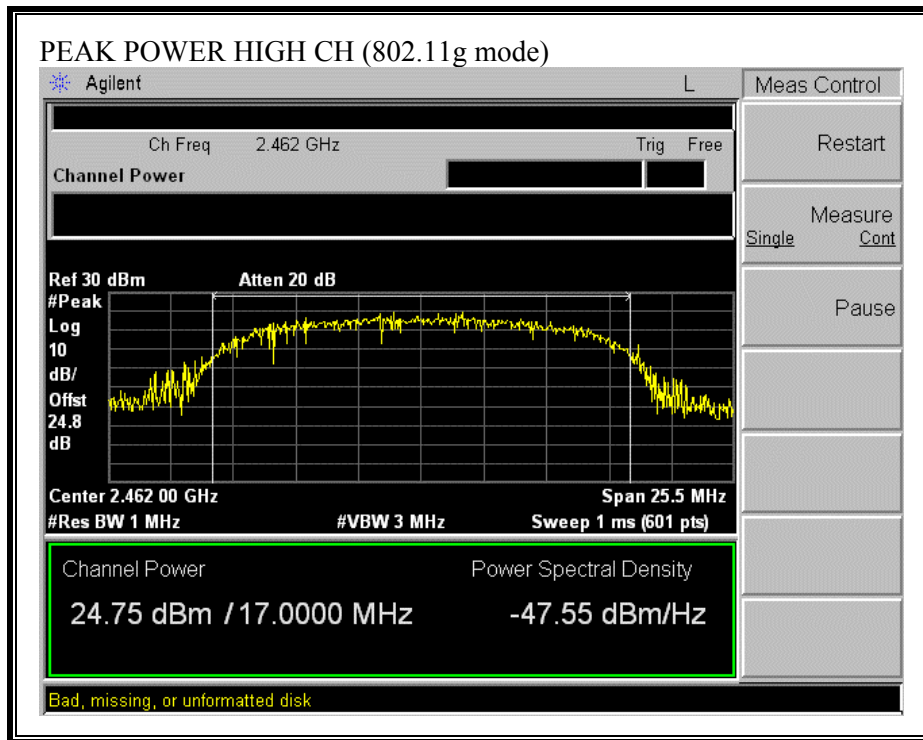 PEAK POWER HIGH CH (802.11g mode)
Agilent L Meas Control
Ch Freq 2.462 GHz Trig Free
Channel Power
Restart
Measure
Single Cont
Pause
Ref 30 dBm Atten 20 dB
#Peak
Log
10
dB/
Offst
24.8
dB
Center 2.462 00 GHz Span 25.5 MHz
#Res BW 1 MHz #VBW 3 MHz Sweep 1 ms (601 pts)
Channel Power Power Spectral Density
24.75 dBm / 17.0000 MHz -47.55 dBm/Hz
Bad, missing, or unformatted disk